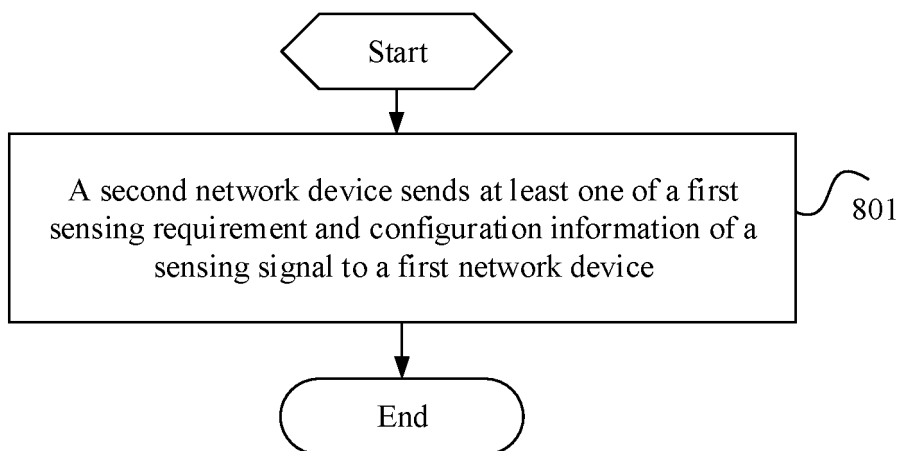 Start
A second network device sends at least one of a first
sensing requirement and configuration information of a
sensing signal to a first network device
801
End